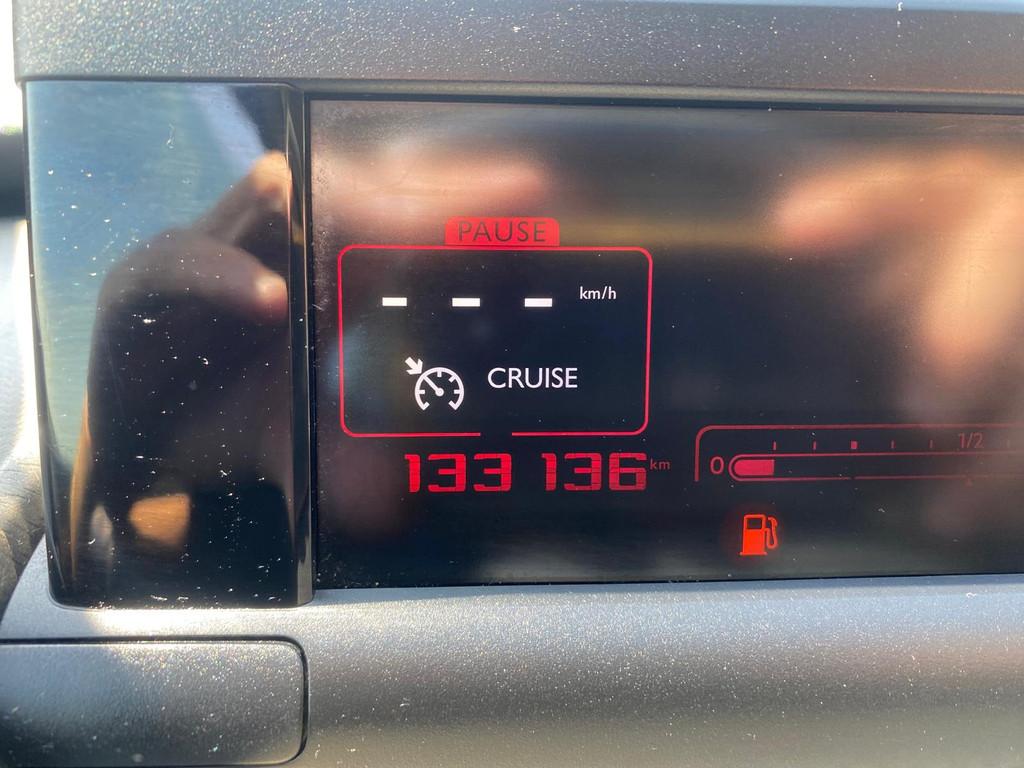 PAUSE
- - - km/h
CRUISE
133 136 km
0 1/2